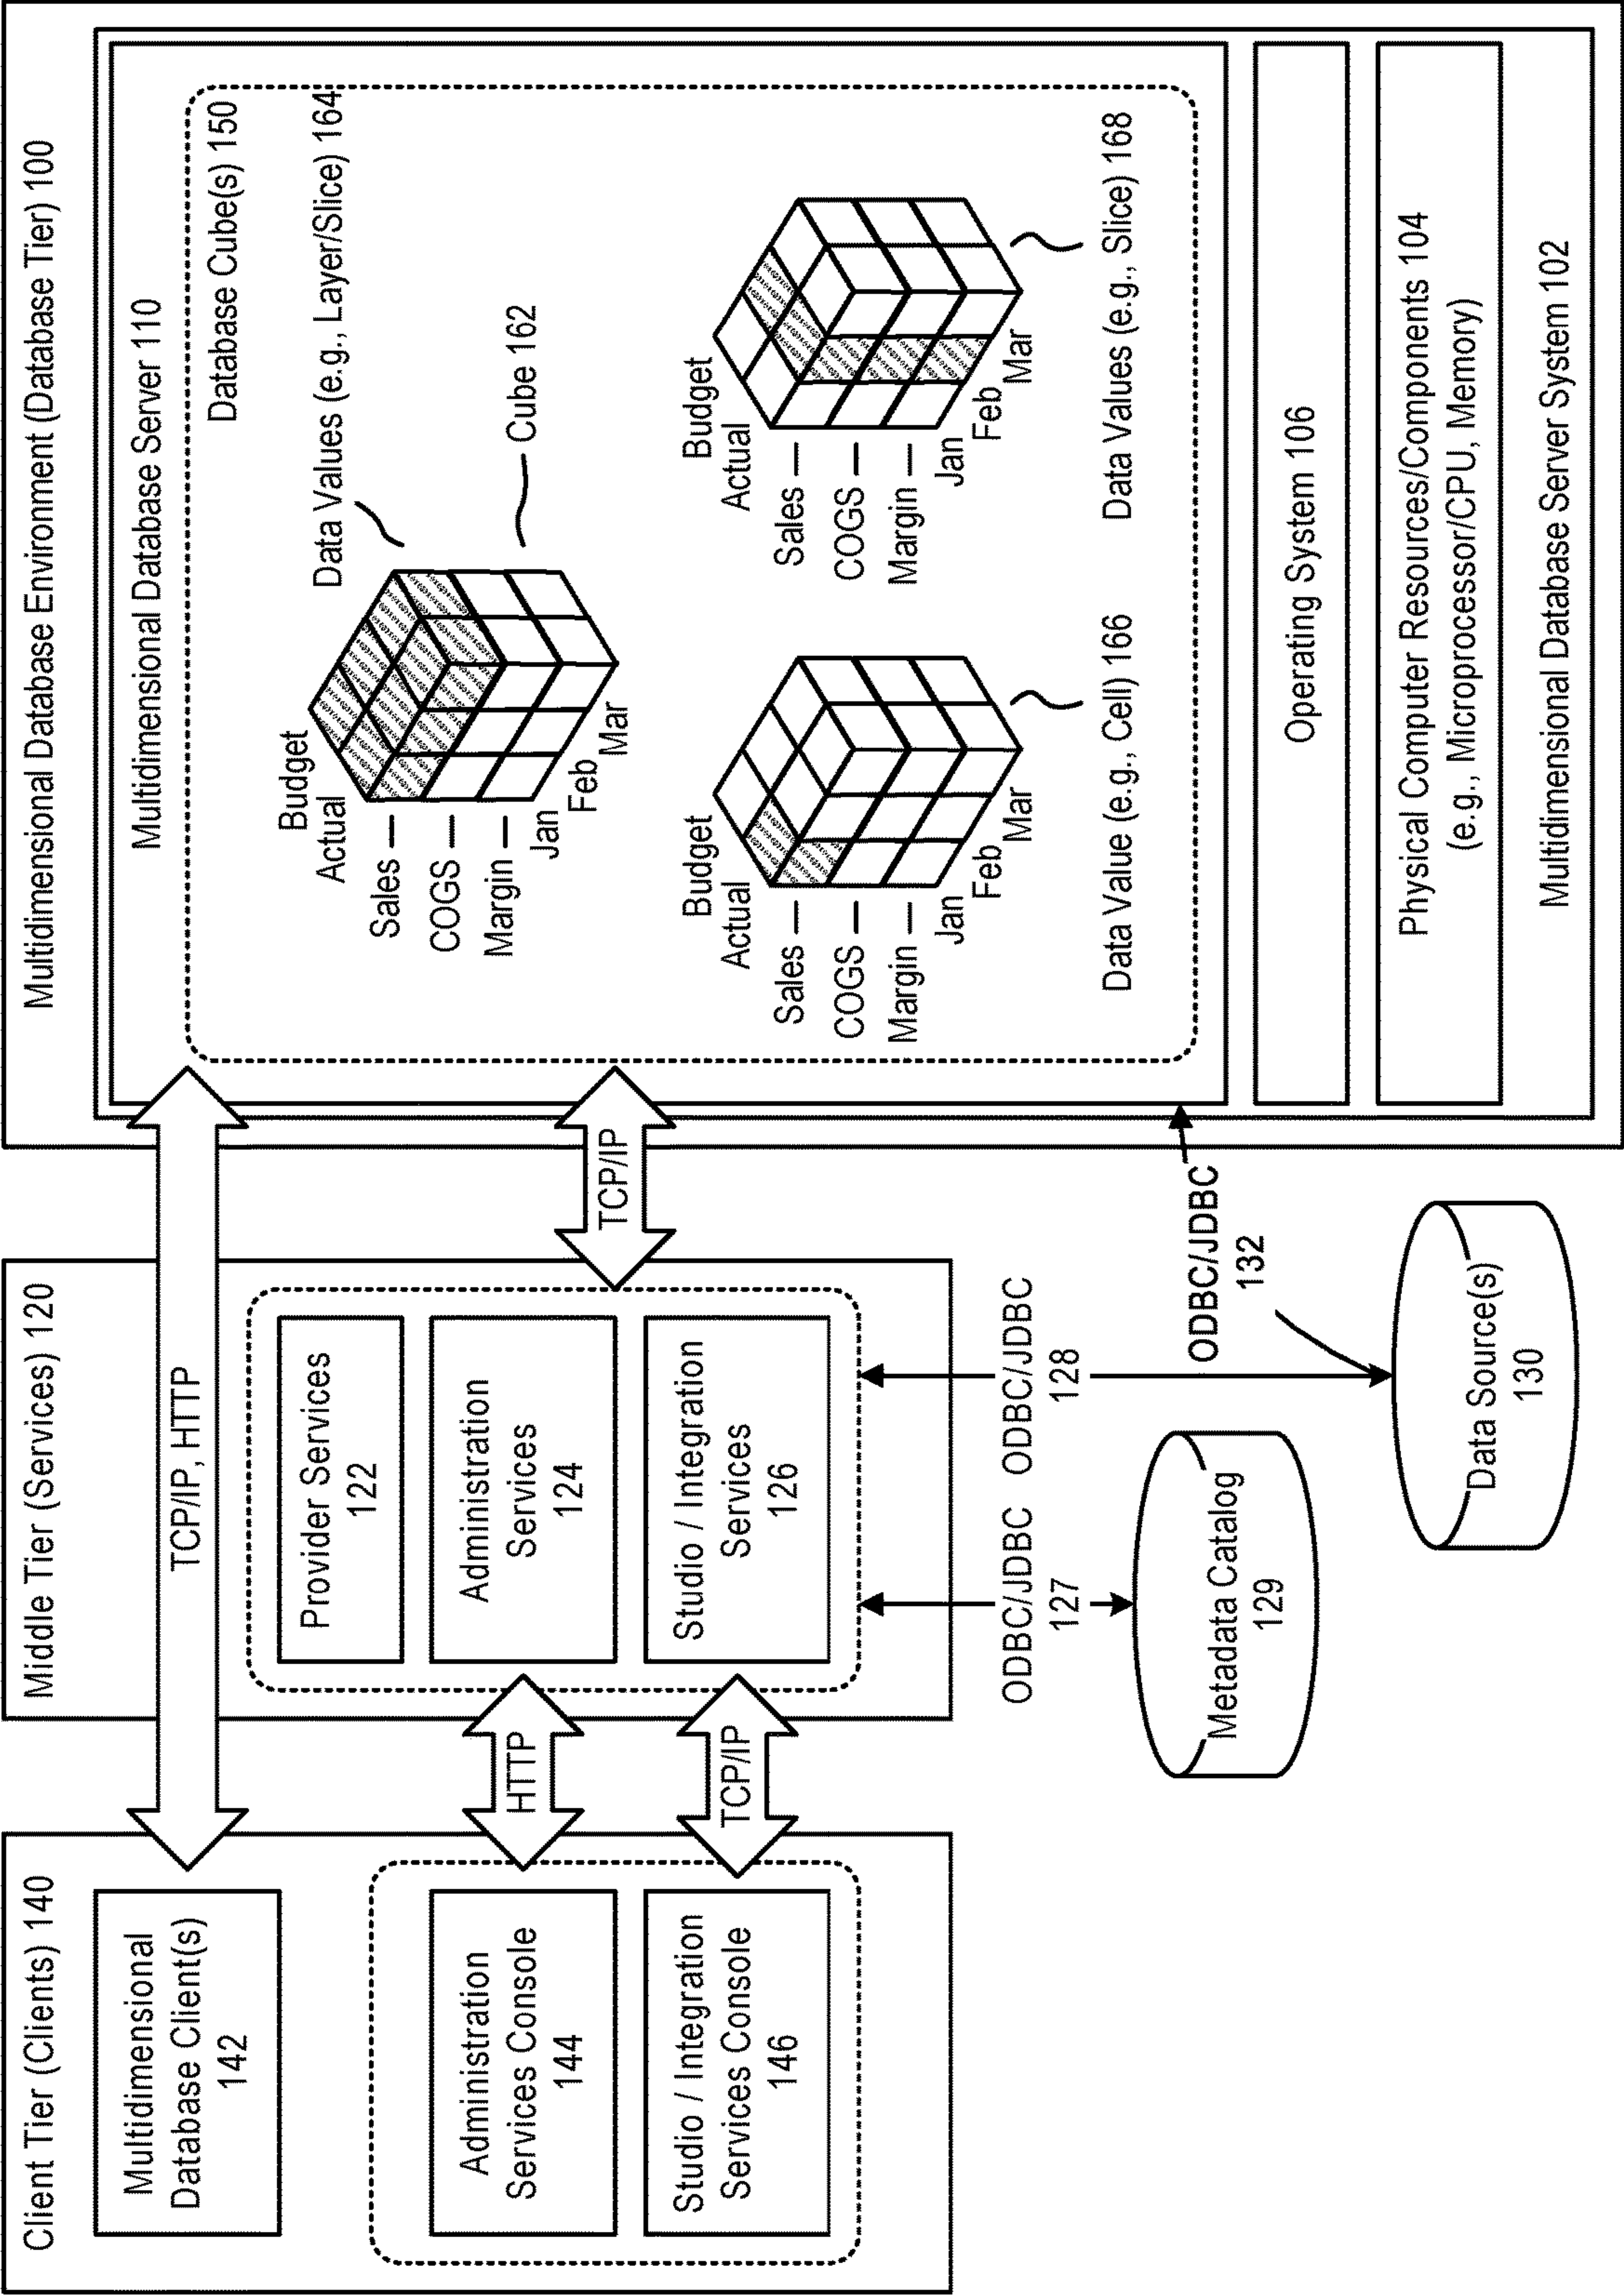 Client Tier (Clients) 140
Multidimensional
Database Client(s)
142
Administration
Services Console
144
Studio / Integration
Services Console
146
TCP/IP, HTTP
HTTP
TCP/IP
Middle Tier (Services) 120
Provider Services
122
Administration
Services
124
Studio / Integration
Services
126
ODBC/JDBC
127
ODBC/JDBC
128
Metadata Catalog
129
Data Source(s)
130
ODBC/JDBC
132
TCP/IP
Multidimensional Database Environment (Database Tier) 100
Multidimensional Database Server 110
Database Cube(s) 150
Data Values (e.g., Layer/Slice) 164
Cube 162
Budget
Actual
Sales
COGS
Margin
Jan
Feb
Mar
Budget
Actual
Sales
COGS
Margin
Jan
Feb
Mar
Data Value (e.g., Cell) 166
Budget
Actual
Sales
COGS
Margin
Jan
Feb
Mar
Data Values (e.g., Slice) 168
Operating System 106
Physical Computer Resources/Components 104
(e.g., Microprocessor/CPU, Memory)
Multidimensional Database Server System 102